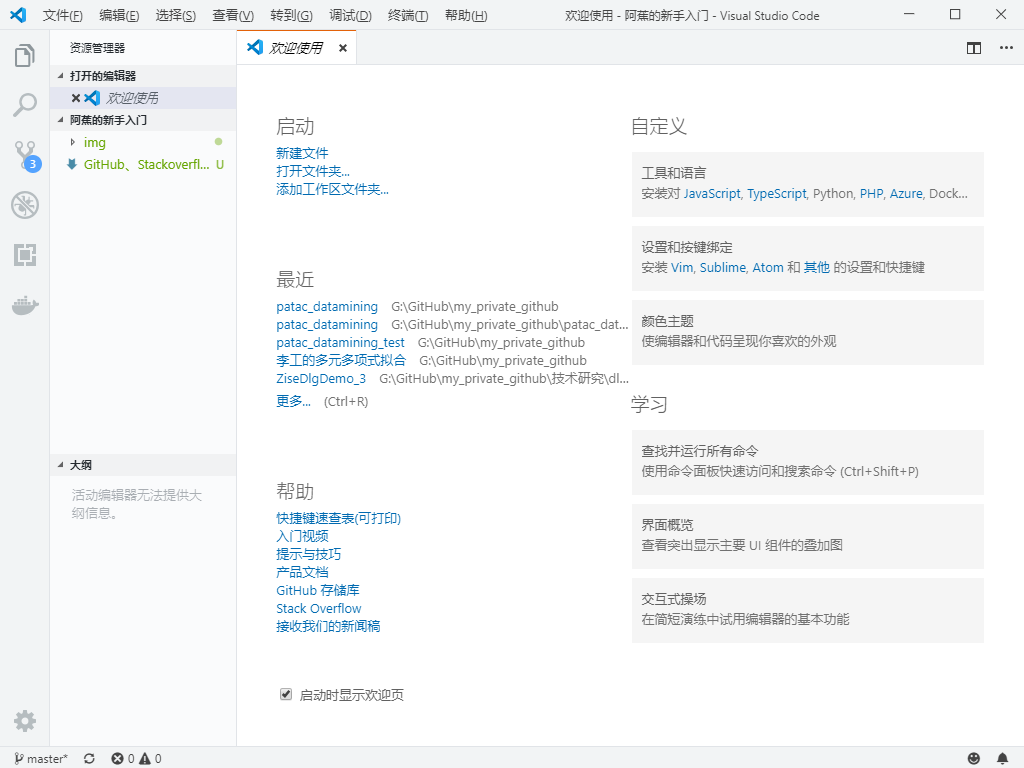 文件(F) 编辑(E) 选择(S) 查看(V) 转到(G) 调试(D) 终端(T) 帮助(H) 欢迎使用 - 阿蕉的新手入门 - Visual Studio Code
资源管理器
欢迎使用
打开的编辑器
欢迎使用
阿蕉的新手入门
img
GitHub、Stackoverfl... U
3
大纲
活动编辑器无法提供大
纲信息。
启动
新建文件
打开文件夹...
添加工作区文件夹...
最近
patac_datamining G:\GitHub\my_private_github
patac_datamining G:\GitHub\my_private_github\patac_dat...
patac_datamining_test G:\GitHub\my_private_github
李工的多元多项式拟合 G:\GitHub\my_private_github
ZiseDlgDemo_3 G:\GitHub\my_private_github\技术研究\dl...
更多... (Ctrl+R)
帮助
快捷键速查表(可打印)
入门视频
提示与技巧
产品文档
GitHub 存储库
Stack Overflow
接收我们的新闻稿
启动时显示欢迎页
自定义
工具和语言
安装对 JavaScript, TypeScript, Python, PHP, Azure, Dock...
设置和按键绑定
安装 Vim, Sublime, Atom 和 其他 的设置和快捷键
颜色主题
使编辑器和代码呈现你喜欢的外观
学习
查找并运行所有命令
使用命令面板快速访问和搜索命令 (Ctrl+Shift+P)
界面概览
查看突出显示主要 UI 组件的叠加图
交互式操场
在简短演练中试用编辑器的基本功能
master* 0 0